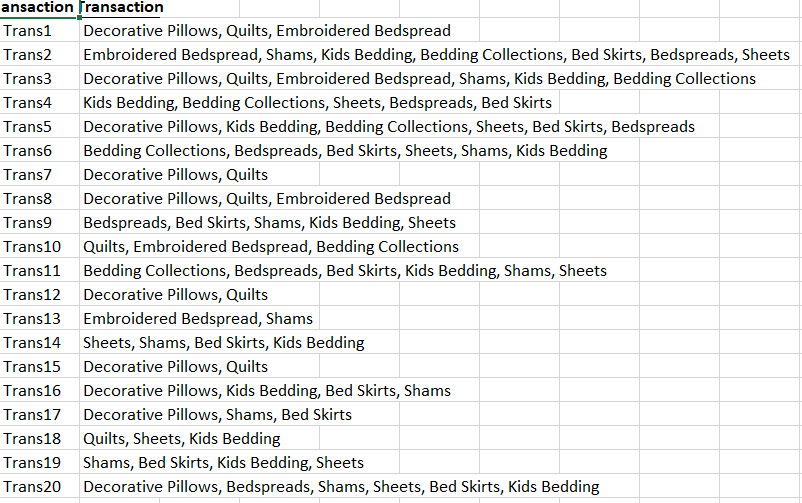 ansaction Transaction
Trans1 Decorative Pillows, Quilts, Embroidered Bedspread
Trans2 Embroidered Bedspread, Shams, Kids Bedding, Bedding Collections, Bed Skirts, Bedspreads, Sheets
Trans3 Decorative Pillows, Quilts, Embroidered Bedspread, Shams, Kids Bedding, Bedding Collections
Trans4 Kids Bedding, Bedding Collections, Sheets, Bedspreads, Bed Skirts
Trans5 Decorative Pillows, Kids Bedding, Bedding Collections, Sheets, Bed Skirts, Bedspreads
Trans6 Bedding Collections, Bedspreads, Bed Skirts, Sheets, Shams, Kids Bedding
Trans7 Decorative Pillows, Quilts
Trans8 Decorative Pillows, Quilts, Embroidered Bedspread
Trans9 Bedspreads, Bed Skirts, Shams, Kids Bedding, Sheets
Trans10 Quilts, Embroidered Bedspread, Bedding Collections
Trans11 Bedding Collections, Bedspreads, Bed Skirts, Kids Bedding, Shams, Sheets
Trans12 Decorative Pillows, Quilts
Trans13 Embroidered Bedspread, Shams
Trans14 Sheets, Shams, Bed Skirts, Kids Bedding
Trans15 Decorative Pillows, Quilts
Trans16 Decorative Pillows, Kids Bedding, Bed Skirts, Shams
Trans17 Decorative Pillows, Shams, Bed Skirts
Trans18 Quilts, Sheets, Kids Bedding
Trans19 Shams, Bed Skirts, Kids Bedding, Sheets
Trans20 Decorative Pillows, Bedspreads, Shams, Sheets, Bed Skirts, Kids Bedding